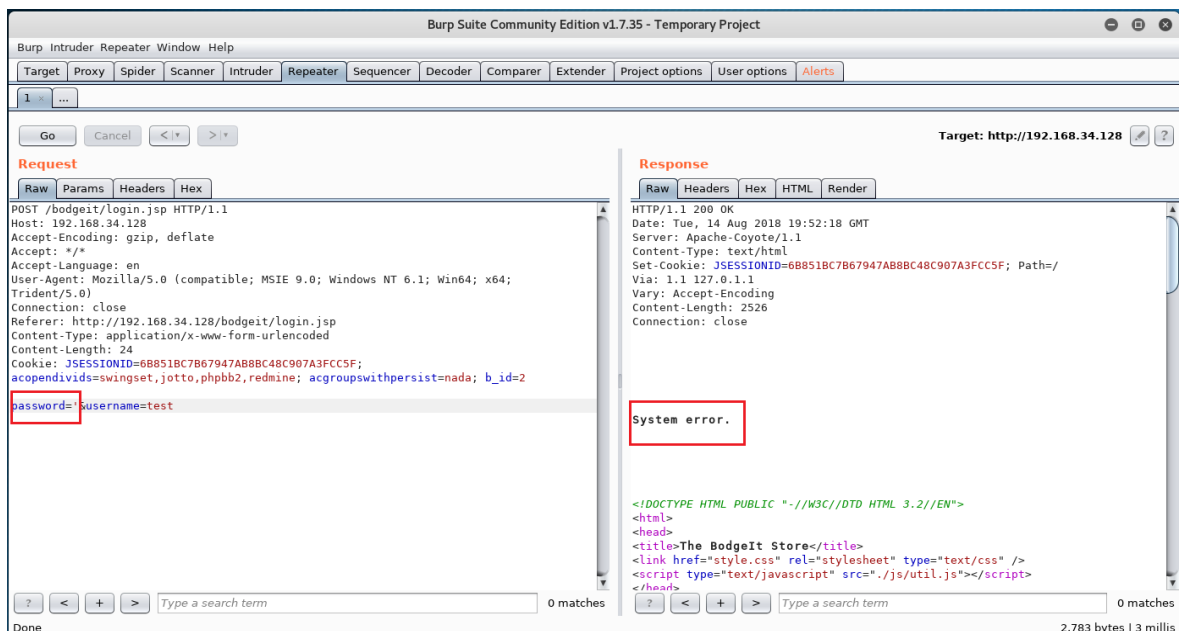 Burp Suite Community Edition v1.7.35 - Temporary Project
Burp Intruder Repeater Window Help
Target Proxy Spider Scanner Intruder Repeater Sequencer Decoder Comparer Extender Project options User options Alerts
1 × ...
Go Cancel < >
Target: http://192.168.34.128 ?
Request
Raw Params Headers Hex
POST /bodgeit/login.jsp HTTP/1.1
Host: 192.168.34.128
Accept-Encoding: gzip, deflate
Accept: */*
Accept-Language: en
User-Agent: Mozilla/5.0 (compatible; MSIE 9.0; Windows NT 6.1; Win64; x64;
Trident/5.0)
Connection: close
Referer: http://192.168.34.128/bodgeit/login.jsp
Content-Type: application/x-www-form-urlencoded
Content-Length: 24
Cookie: JSESSIONID=6B851BC7B67947AB8BC48C907A3FCC5F;
acopendivids=swingset,jotto,phpbb2,redmine; acgroupswithpersist=nada; b_id=2
password='&username=test
? < + > Type a search term 0 matches
Response
Raw Headers Hex HTML Render
HTTP/1.1 200 OK
Date: Tue, 14 Aug 2018 19:52:18 GMT
Server: Apache-Coyote/1.1
Content-Type: text/html
Set-Cookie: JSESSIONID=6B851BC7B67947AB8BC48C907A3FCC5F; Path=/
Via: 1.1 127.0.1.1
Vary: Accept-Encoding
Content-Length: 2526
Connection: close
System error.
<!DOCTYPE HTML PUBLIC "-//W3C//DTD HTML 3.2//EN">
<html>
<head>
<title>The BodgeIt Store</title>
<link href="style.css" rel="stylesheet" type="text/css" />
<script type="text/javascript" src="./js/util.js"></script>
</head>
? < + > Type a search term 0 matches
Done
2,783 bytes | 3 millis